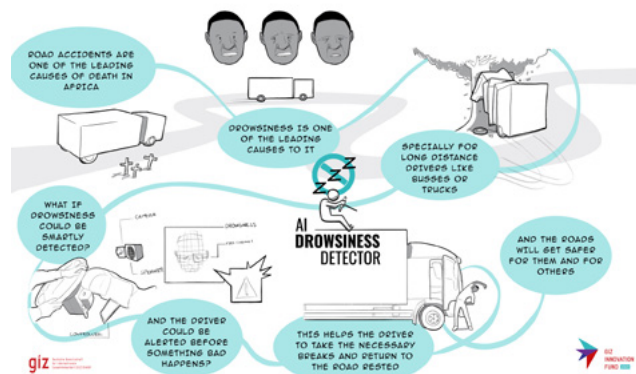 ROAD ACCIDENTS ARE
ONE OF THE LEADING
CAUSES OF DEATH IN
AFRICA
DROWSINESS IS ONE
OF THE LEADING
CAUSES TO IT
SPECIALLY FOR
LONG DISTANCE
DRIVERS LIKE
BUSSES OR
TRUCKS
WHAT IF
DROWSINESS
COULD BE
SMARTLY
DETECTED?
CAMERA
Z Z Z
AI
DROWSINESS
DETECTOR
AND THE DRIVER
COULD BE
ALERTED BEFORE
SOMETHING BAD
HAPPENS?
THIS HELPS THE DRIVER
TO TAKE THE NECESSARY
BREAKS AND RETURN TO
THE ROAD RESTED
AND THE ROADS
WILL GET SAFER
FOR THEM AND FOR
OTHERS
giz
GIZ
INNOVATION
FUND